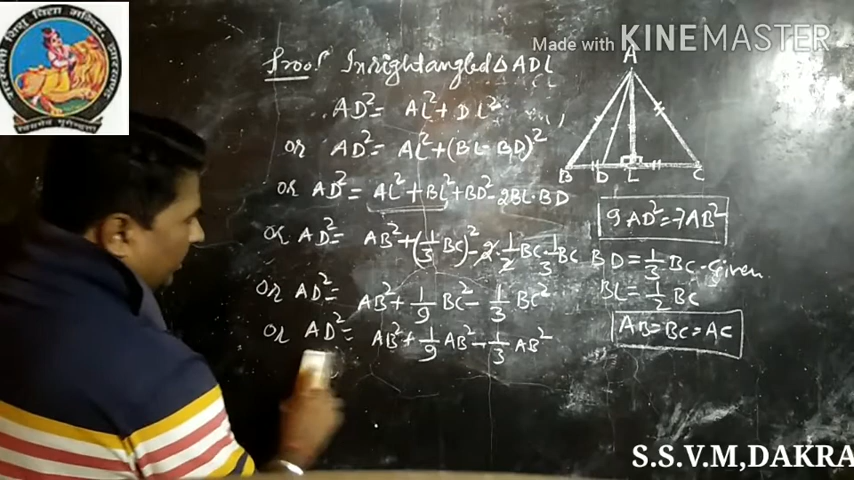 Made with KINEMASTER
Proof In rightangled △ ADL
AD² = AL² + DL²
or AD² = AL² + (BL - BD)²
or AD² = AL² + BL² + BD² - 2BL·BD
or AD² = AB² + (1/3 BC)² - 2·1/2 BC·1/3 BC
or AD² = AB² + 1/9 BC² - 1/3 BC²
or AD² = AB² + 1/9 AB² - 1/3 AB²
A
B D L C
9AD² = 7AB²
BD = 1/3 BC - Given
BL = 1/2 BC
AB = BC = AC
S.S.V.M,DAKRA